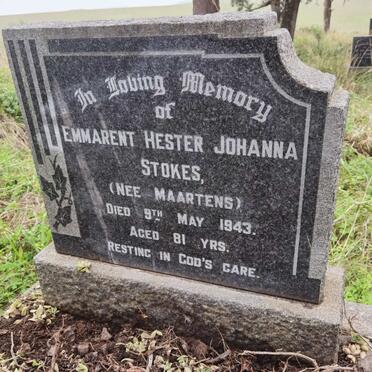 In Loving Memory
of
EMMARENT HESTER JOHANNA
STOKES,
(NEE MAARTENS)
DIED 9TH MAY 1943.
AGED 81 YRS.
RESTING IN GOD'S CARE.